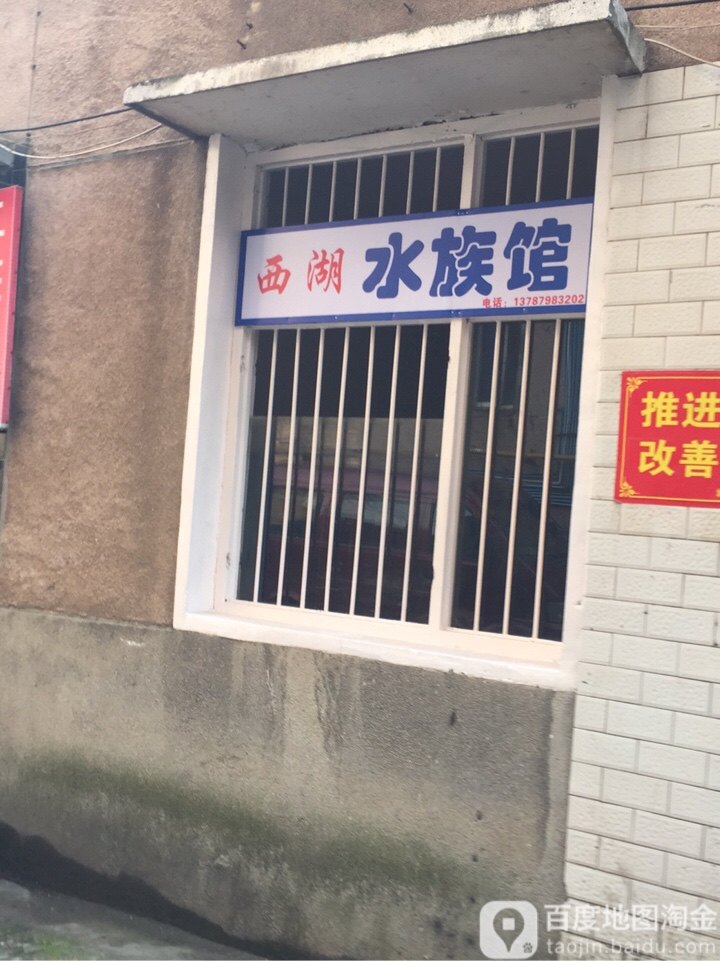 西湖 水族馆
电话：13787983202
推进
改善
百度地图淘金
taojin.baidu.com